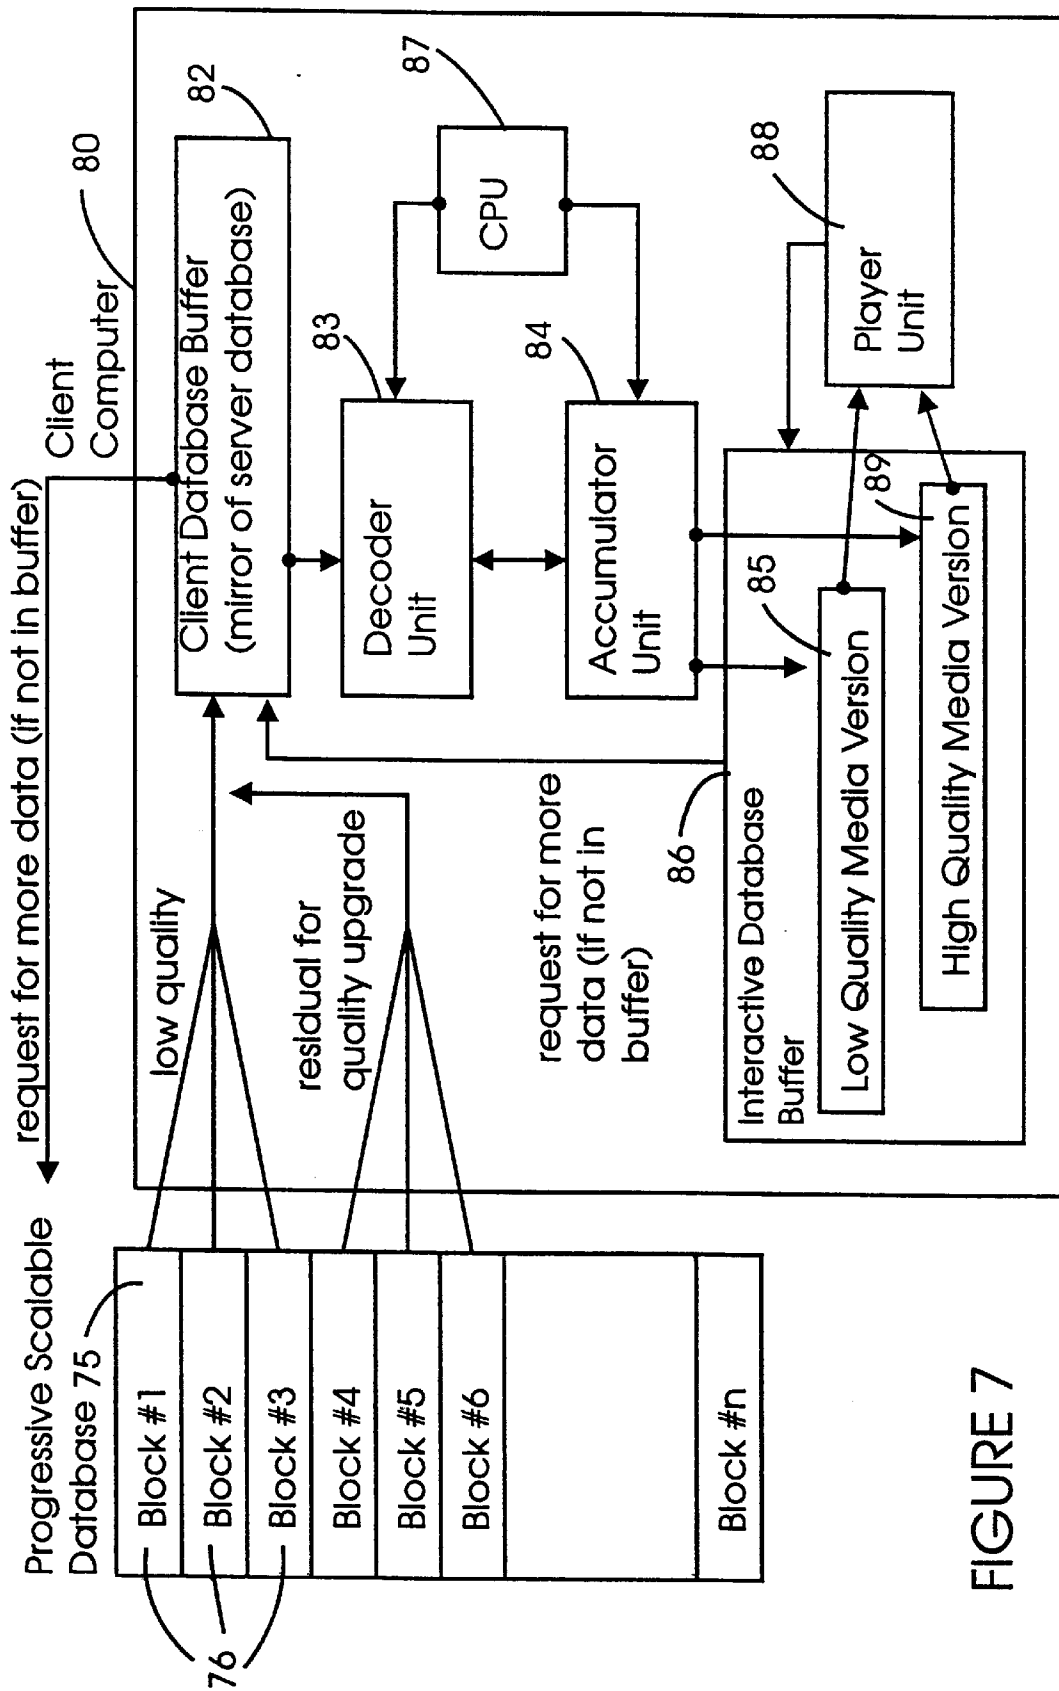 request for more data (if not in buffer)
Progressive Scalable
Database 75
Block #1
Block #2
Block #3
Block #4
Block #5
Block #6
Block #n
76
low quality
residual for
quality upgrade
Client
Computer
80
Client Database Buffer
(mirror of server database)
82
Decoder
Unit
83
CPU
87
Accumulator
Unit
84
request for more
data (if not in
buffer)
86
Interactive Database
Buffer
Low Quality Media Version
85
High Quality Media Version
89
Player
Unit
88
FIGURE 7